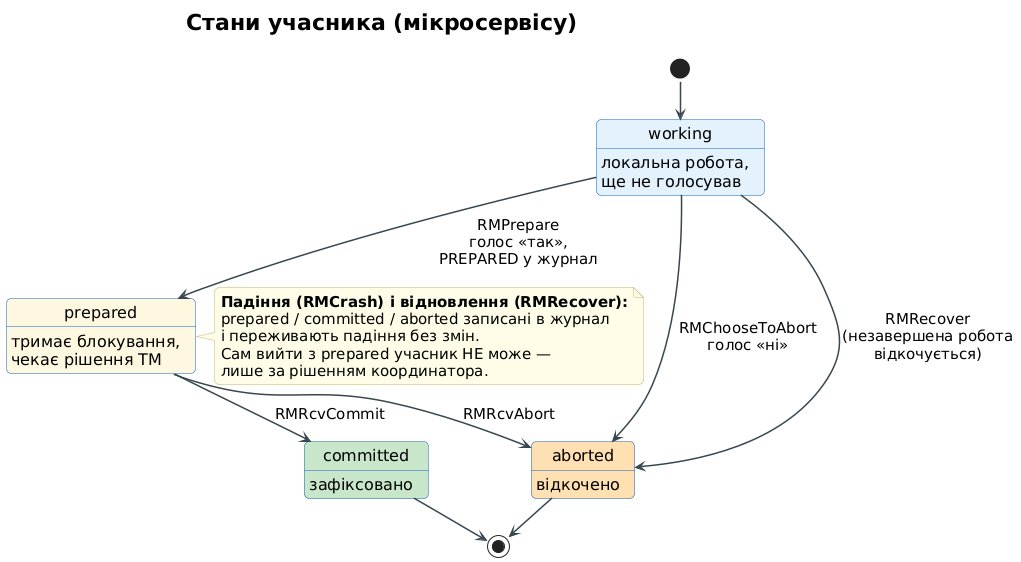 Стани учасника (мікросервісу)
working
локальна робота,
ще не голосував
RMPrepare
голос «так»,
PREPARED у журнал
prepared
тримає блокування,
чекає рішення TM
Падіння (RMCrash) і відновлення (RMRecover):
prepared / committed / aborted записані в журнал
і переживають падіння без змін.
Сам вийти з prepared учасник НЕ може —
лише за рішенням координатора.
RMChooseToAbort
голос «ні»
RMRecover
(незавершена робота
відкочується)
RMRcvCommit
RMRcvAbort
committed
зафіксовано
aborted
відкочено